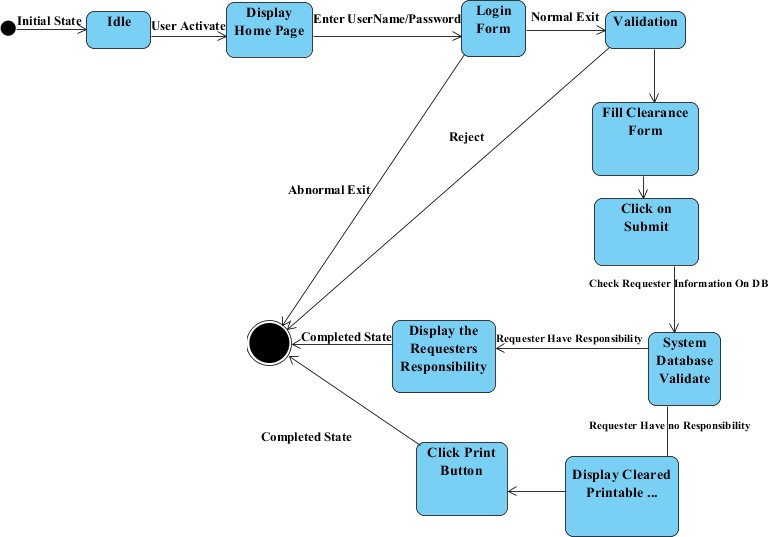 Initial State
Idle
User Activate
Display
Home Page
Enter UserName/Password
Login
Form
Normal Exit
Validation
Fill Clearance
Form
Reject
Abnormal Exit
Click on
Submit
Check Requester Information On DB
Completed State
Display the
Requesters
Responsibility
Requester Have Responsibility
System
Database
Validate
Requester Have no Responsibility
Completed State
Click Print
Button
Display Cleared
Printable ...